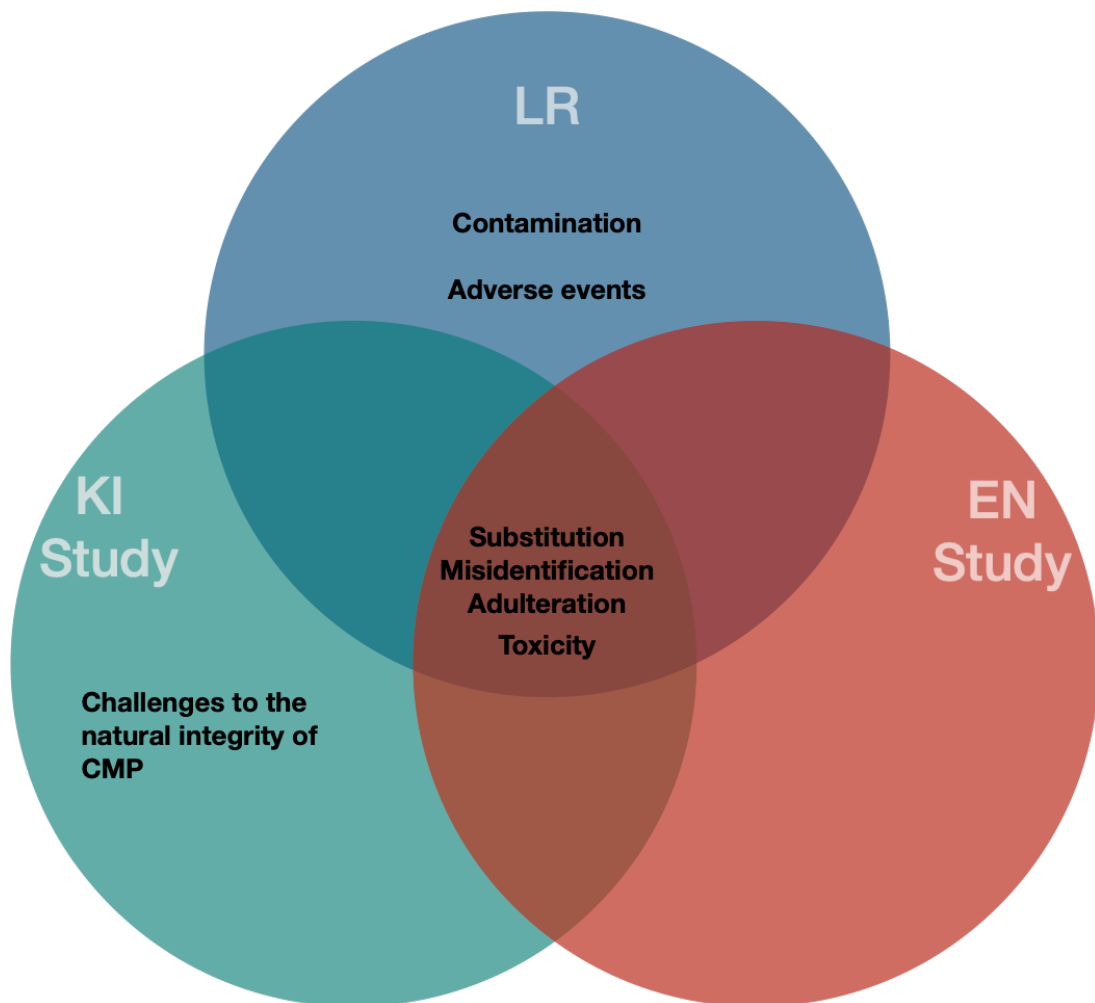 LR
Contamination
Adverse events
KI
Study
EN
Study
Substitution
Misidentification
Adulteration
Toxicity
Challenges to the
natural integrity of
CMP